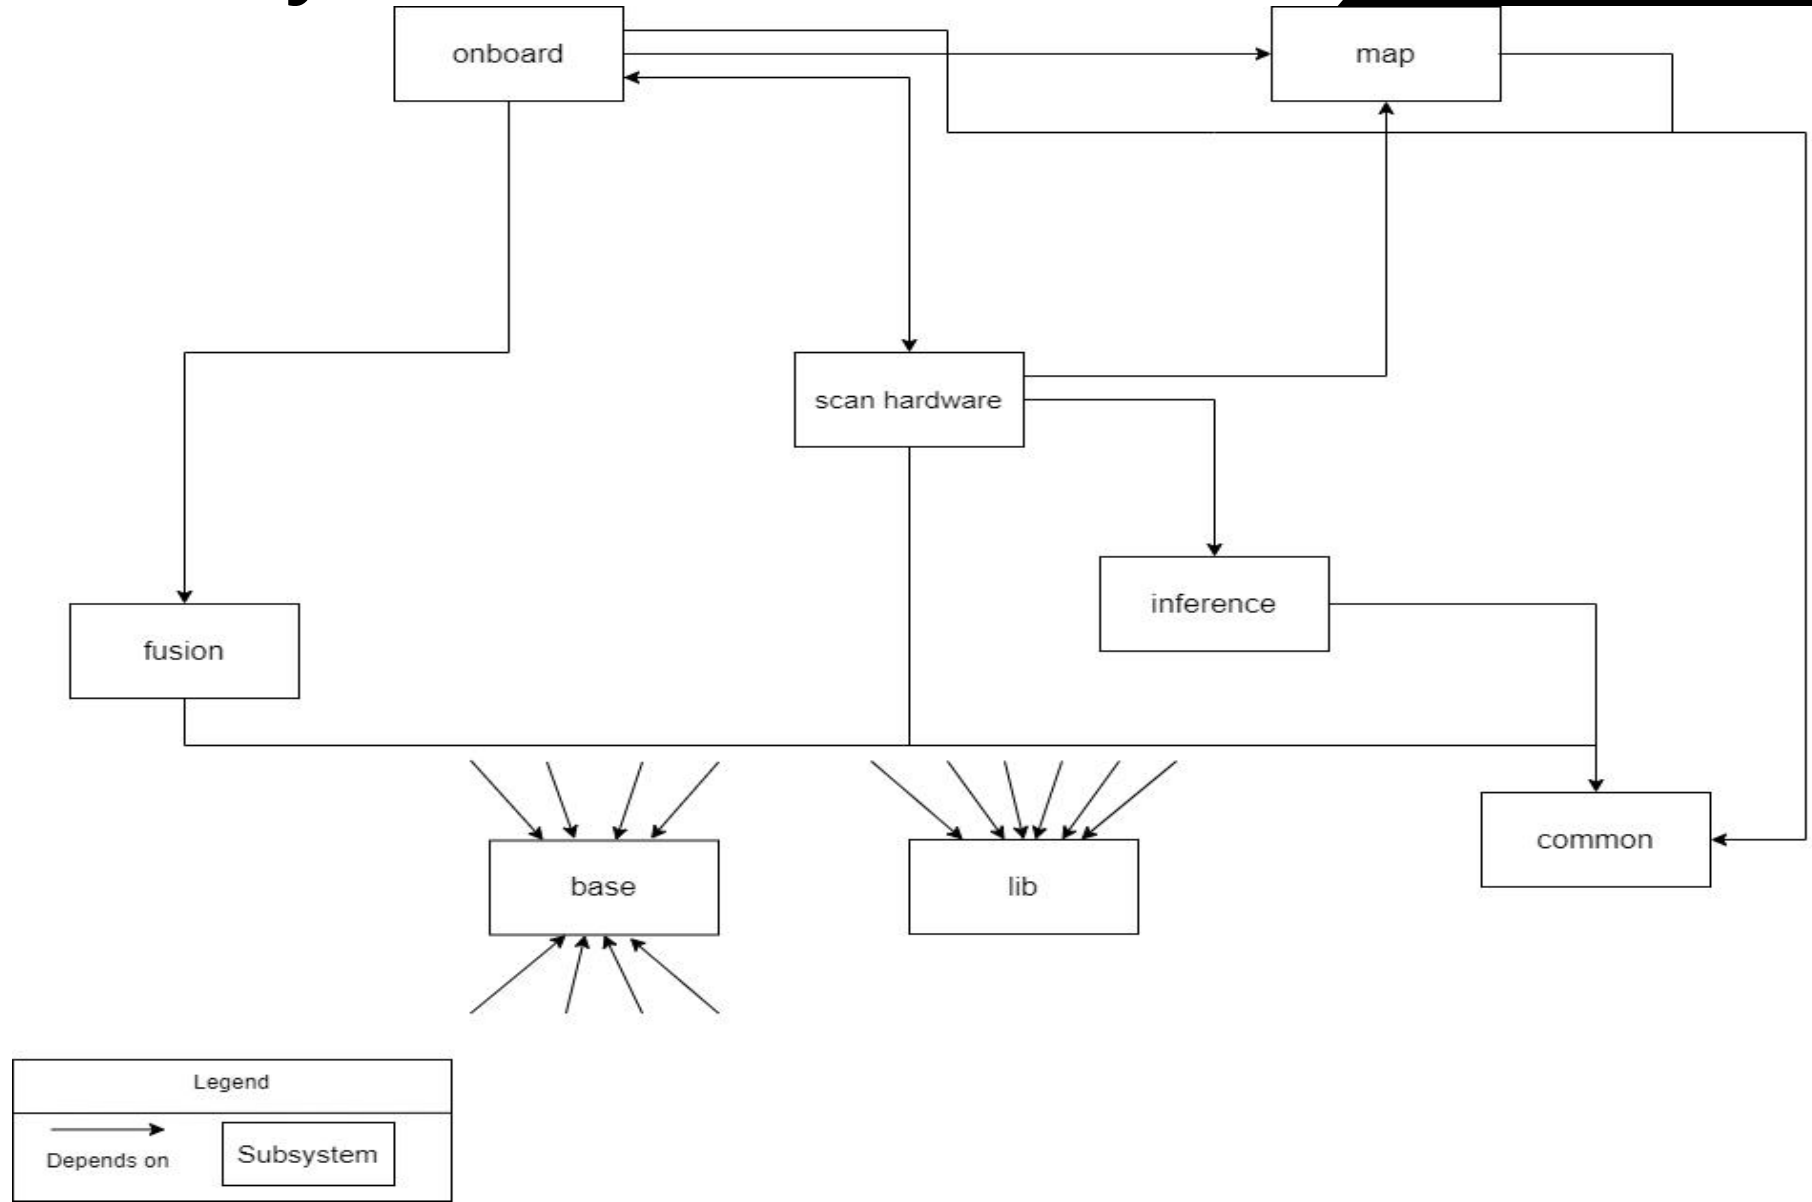 onboard
map
scan hardware
inference
fusion
common
base
lib
Legend
Depends on
Subsystem